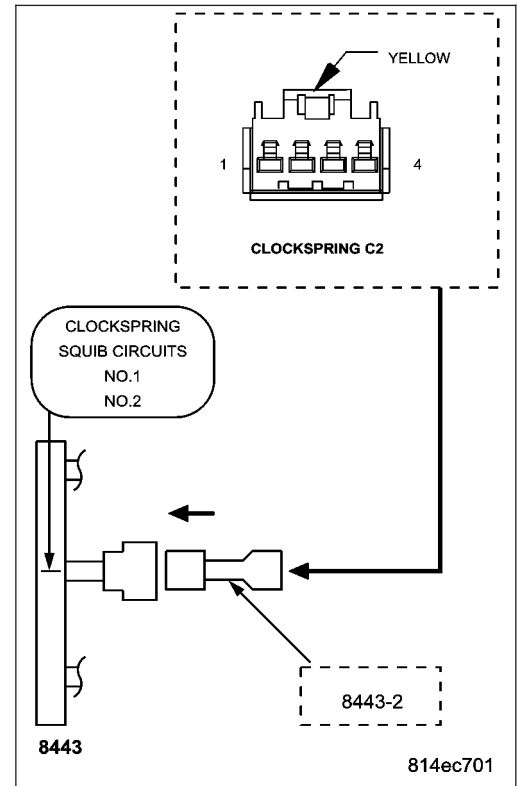 YELLOW
1
4
CLOCKSPRING C2
CLOCKSPRING
SQUIB CIRCUITS
NO.1
NO.2
8443-2
8443
814ec701